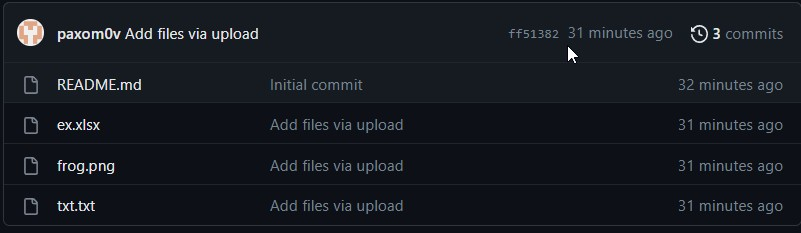 paxom0v Add files via upload ff51382 31 minutes ago 3 commits
README.md Initial commit 32 minutes ago
ex.xlsx Add files via upload 31 minutes ago
frog.png Add files via upload 31 minutes ago
txt.txt Add files via upload 31 minutes ago